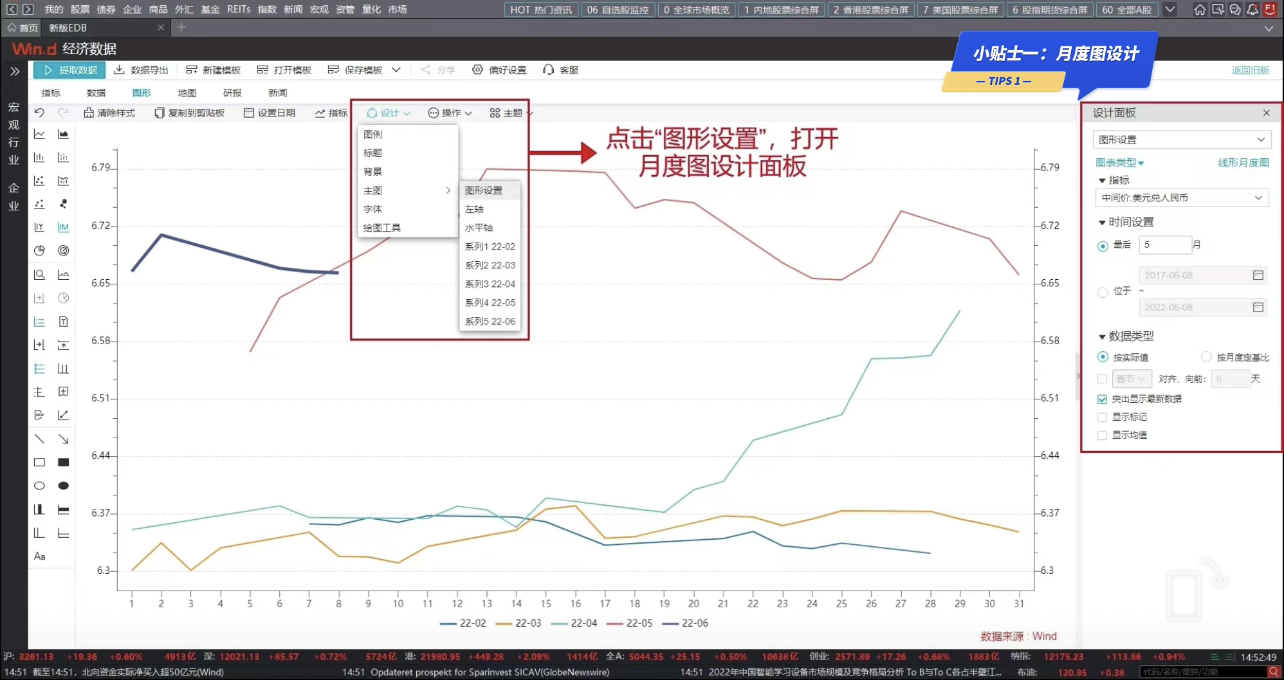 我的 股票 债券 企业 商品 外汇 基金 REITs 指数 新闻 宏观 资管 量化 市场
HOT 热门资讯 06 自选股监控 0 全球市场概览 1 内地股票综合屏 2 香港股票综合屏 7 美国股票综合屏 6 股指期货综合屏 60 全部A股
首页 新版EDB
Win.d 经济数据
小贴士一：月度图设计
— TIPS 1 —
提取数据 数据导出 新建模板 打开模板 保存模板 分享 偏好设置 客服 返回旧版
指标 数据 图形 地图 研报 新闻
清除样式 复制到剪贴板 设置日期 指标 设计 操作 主题
宏观行业
企业
图例
标题
背景
主图
字体
绘图工具
图形设置
左轴
水平轴
系列1 22-02
系列2 22-03
系列3 22-04
系列4 22-05
系列5 22-06
点击“图形设置”，打开
月度图设计面板
设计面板
图形设置
图表类型 线形月度图
指标
中间价:美元兑人民币
时间设置
最后 5 月
2017-06-08
位于 ~
2022-06-08
数据类型
按实际值 按月度定基比
春节 对齐，向前： 0 天
突出显示最新数据
显示标记
显示均值
6.79 6.79
6.72 6.72
6.65 6.65
6.58 6.58
6.51 6.51
6.44 6.44
6.37 6.37
6.3 6.3
1 2 3 4 5 6 7 8 9 10 11 12 13 14 15 16 17 18 19 20 21 22 23 24 25 26 27 28 29 30 31
22-02 22-03 22-04 22-05 22-06
数据来源：Wind
Aa
沪: 3261.13 +19.36 +0.60% 4913亿 深: 12021.13 +85.57 +0.72% 5724亿 港: 21980.95 +449.28 +2.09% 1414亿 全A: 5044.35 +25.15 +0.50% 10638亿 创业: 2571.89 +17.26 +0.68% 1883亿 纳指: 12175.23 +113.86 +0.94% 14:52:49
14:51 截至14:51，北向资金实际净买入超50亿元(Wind) 14:51 Opdateret prospekt for Sparinvest SICAV(GlobeNewswire) 14:51 2022年中国智能学习设备市场规模及竞争格局分析 To B与To C各占半壁江... 布油: 120.95 +0.38 代码/名称/简拼/功能